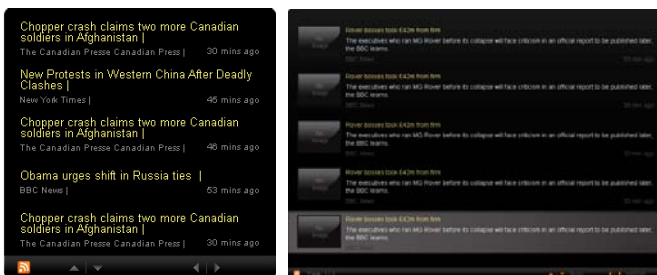 Chopper crash claims two more Canadian
soldiers in Afghanistan |
The Canadian Presse Canadian Press | 30 mins ago
New Protests in Western China After Deadly
Clashes |
New York Times | 45 mins ago
Chopper crash claims two more Canadian
soldiers in Afghanistan |
The Canadian Presse Canadian Press | 46 mins ago
Obama urges shift in Russia ties |
BBC News | 53 mins ago
Chopper crash claims two more Canadian
soldiers in Afghanistan |
The Canadian Presse Canadian Press | 30 mins ago
Rover bosses took £42m from firm
The executives who ran MG Rover before its collapse will face criticism in an official report to be published later,
the BBC learns.
BBC News
Rover bosses took £42m from firm
The executives who ran MG Rover before its collapse will face criticism in an official report to be published later,
the BBC learns.
BBC News
Rover bosses took £42m from firm
The executives who ran MG Rover before its collapse will face criticism in an official report to be published later,
the BBC learns.
BBC News
Rover bosses took £42m from firm
The executives who ran MG Rover before its collapse will face criticism in an official report to be published later,
the BBC learns.
BBC News
Rover bosses took £42m from firm
The executives who ran MG Rover before its collapse will face criticism in an official report to be published later,
the BBC learns.